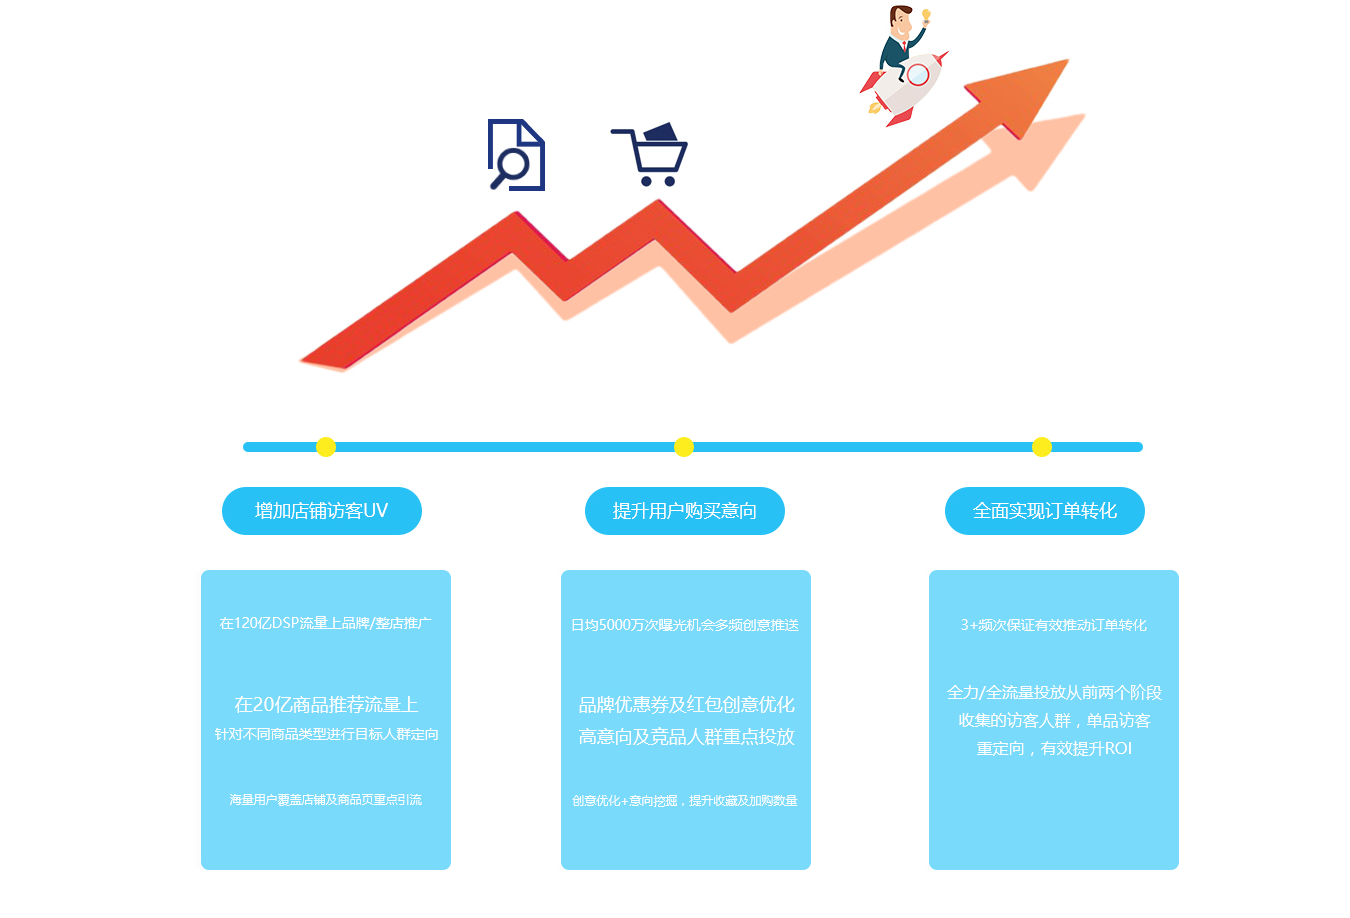 增加店铺访客UV
提升用户购买意向
全面实现订单转化
在120亿DSP流量上品牌/整店推广
在20亿商品推荐流量上
针对不同商品类型进行目标人群定向
海量用户覆盖店铺及商品页重点引流
日均5000万次曝光机会多频创意推送
品牌优惠券及红包创意优化
高意向及竞品人群重点投放
创意优化+意向挖掘，提升收藏及加购数量
3+频次保证有效推动订单转化
全力/全流量投放从前两个阶段
收集的访客人群，单品访客
重定向，有效提升ROI